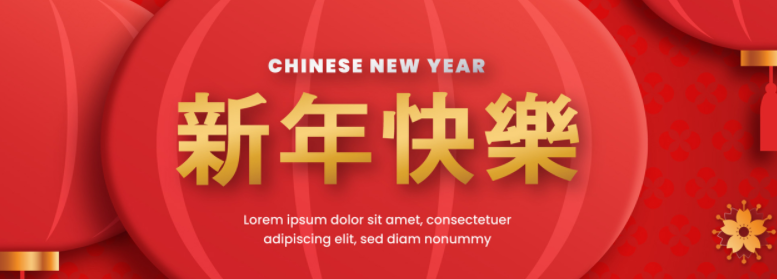 CHINESE NEW YEAR
新年快樂
Lorem ipsum dolor sit amet, consectetuer
adipiscing elit, sed diam nonummy